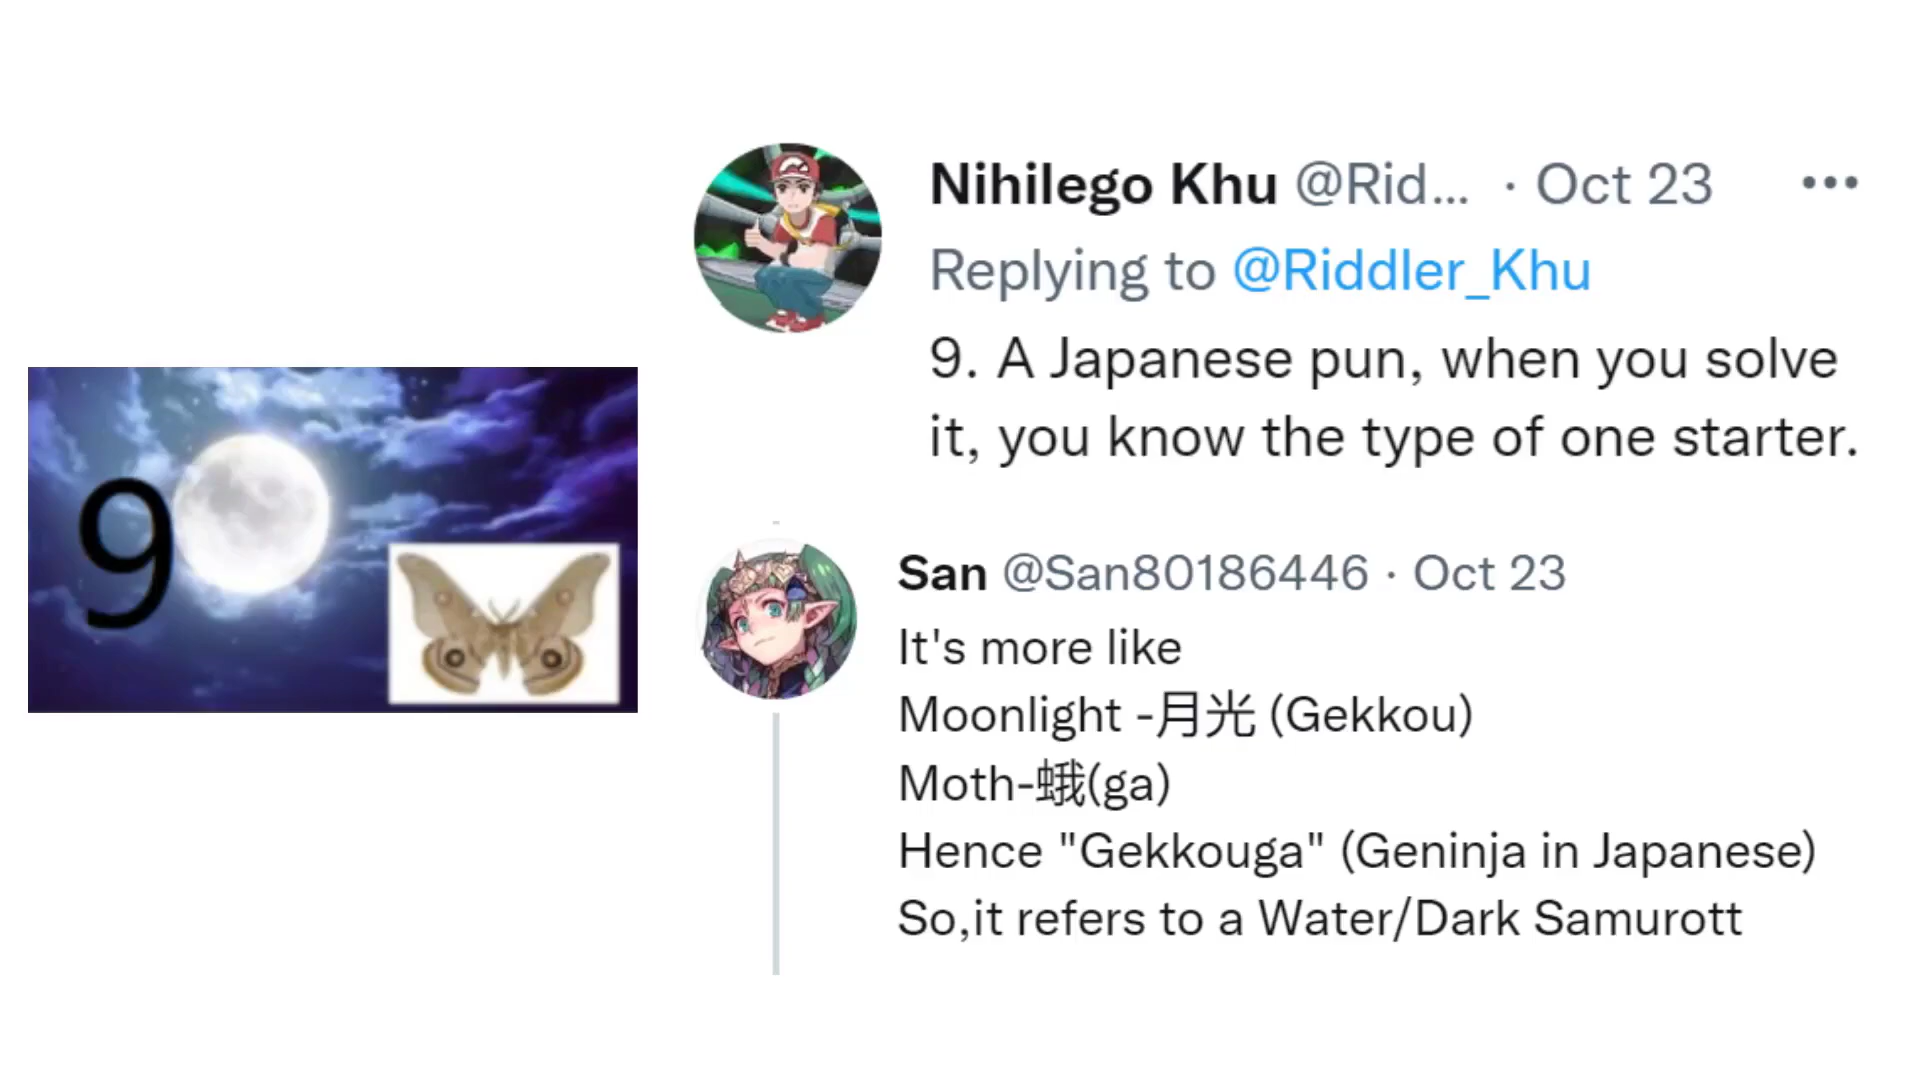 9
Nihilego Khu @Rid... · Oct 23 ...
Replying to @Riddler_Khu
9. A Japanese pun, when you solve
it, you know the type of one starter.
San @San80186446 · Oct 23
It's more like
Moonlight -月光 (Gekkou)
Moth-蛾(ga)
Hence "Gekkouga" (Geninja in Japanese)
So,it refers to a Water/Dark Samurott